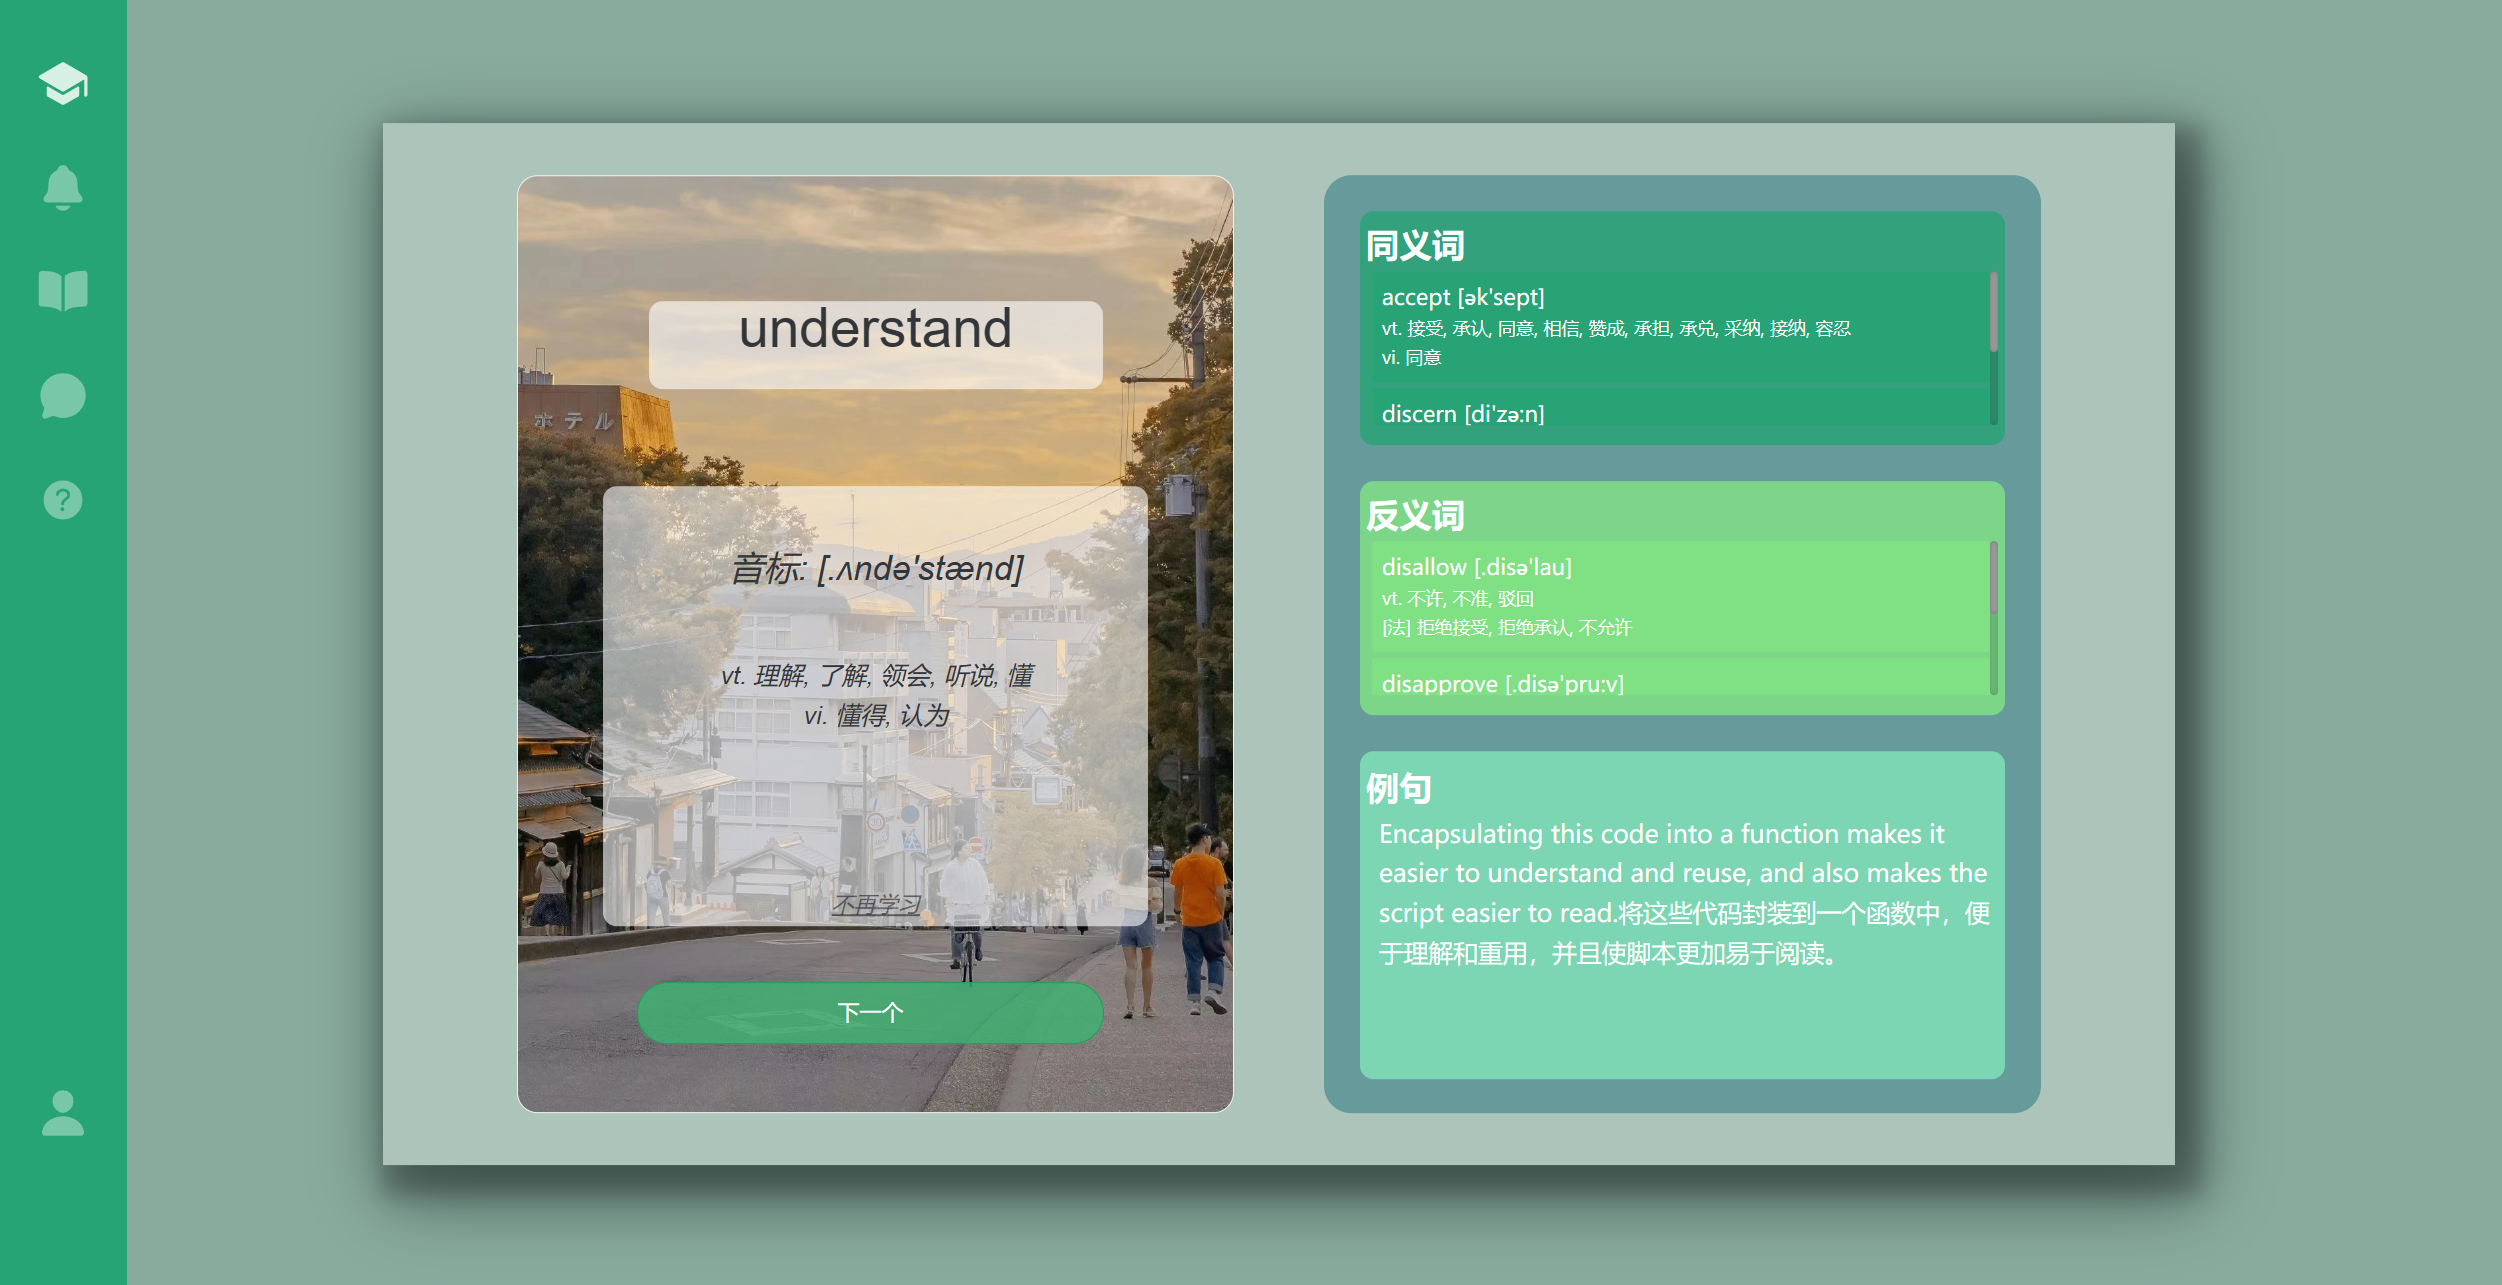 ホテル
understand
音标: [.ʌndə'stænd]
vt. 理解, 了解, 领会, 听说, 懂
vi. 懂得, 认为
不再学习
下一个
同义词
accept [ək'sept]
vt. 接受, 承认, 同意, 相信, 赞成, 承担, 承兑, 采纳, 接纳, 容忍
vi. 同意
discern [di'zə:n]
反义词
disallow [.disə'lau]
vt. 不许, 不准, 驳回
[法] 拒绝接受, 拒绝承认, 不允许
disapprove [.disə'pru:v]
例句
Encapsulating this code into a function makes it
easier to understand and reuse, and also makes the
script easier to read.将这些代码封装到一个函数中，便
于理解和重用，并且使脚本更加易于阅读。